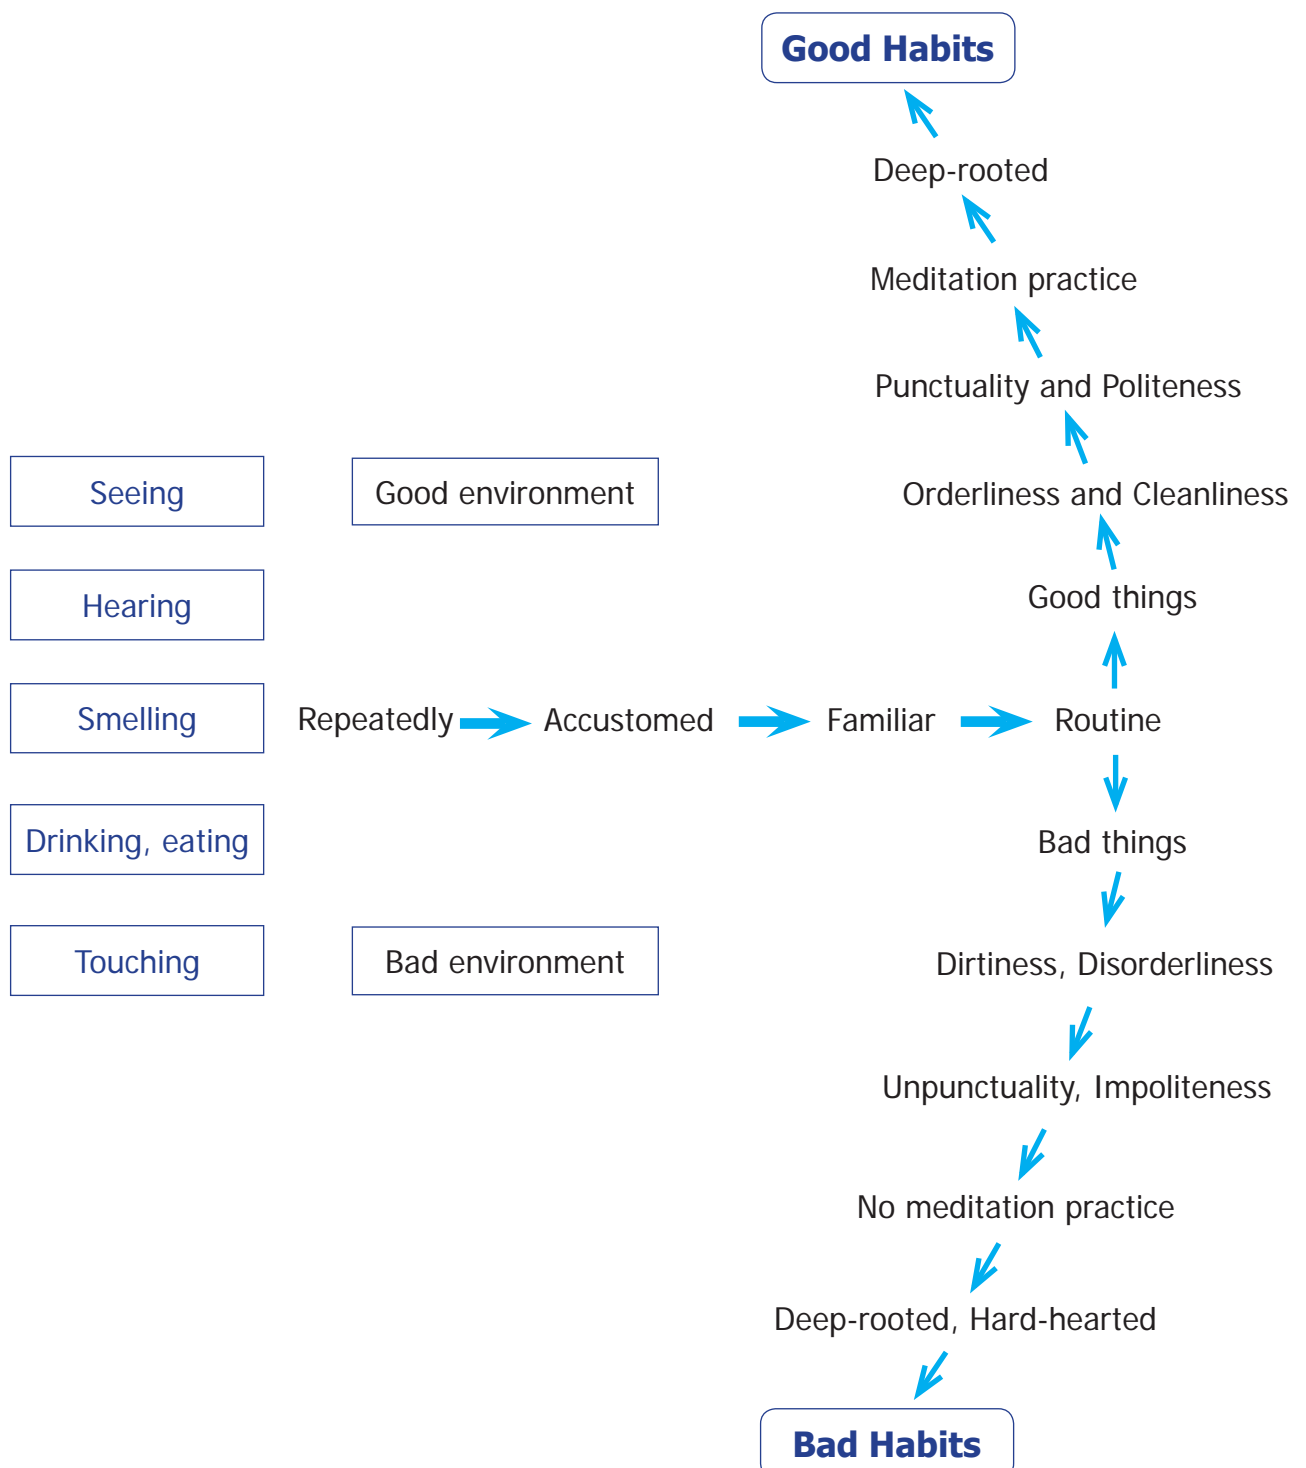 Good Habits
Deep-rooted
Meditation practice
Punctuality and Politeness
Seeing
Good environment
Orderliness and Cleanliness
Hearing
Good things
Smelling
Repeatedly
Accustomed
Familiar
Routine
Drinking, eating
Bad things
Touching
Bad environment
Dirtiness, Disorderliness
Unpunctuality, Impoliteness
No meditation practice
Deep-rooted, Hard-hearted
Bad Habits